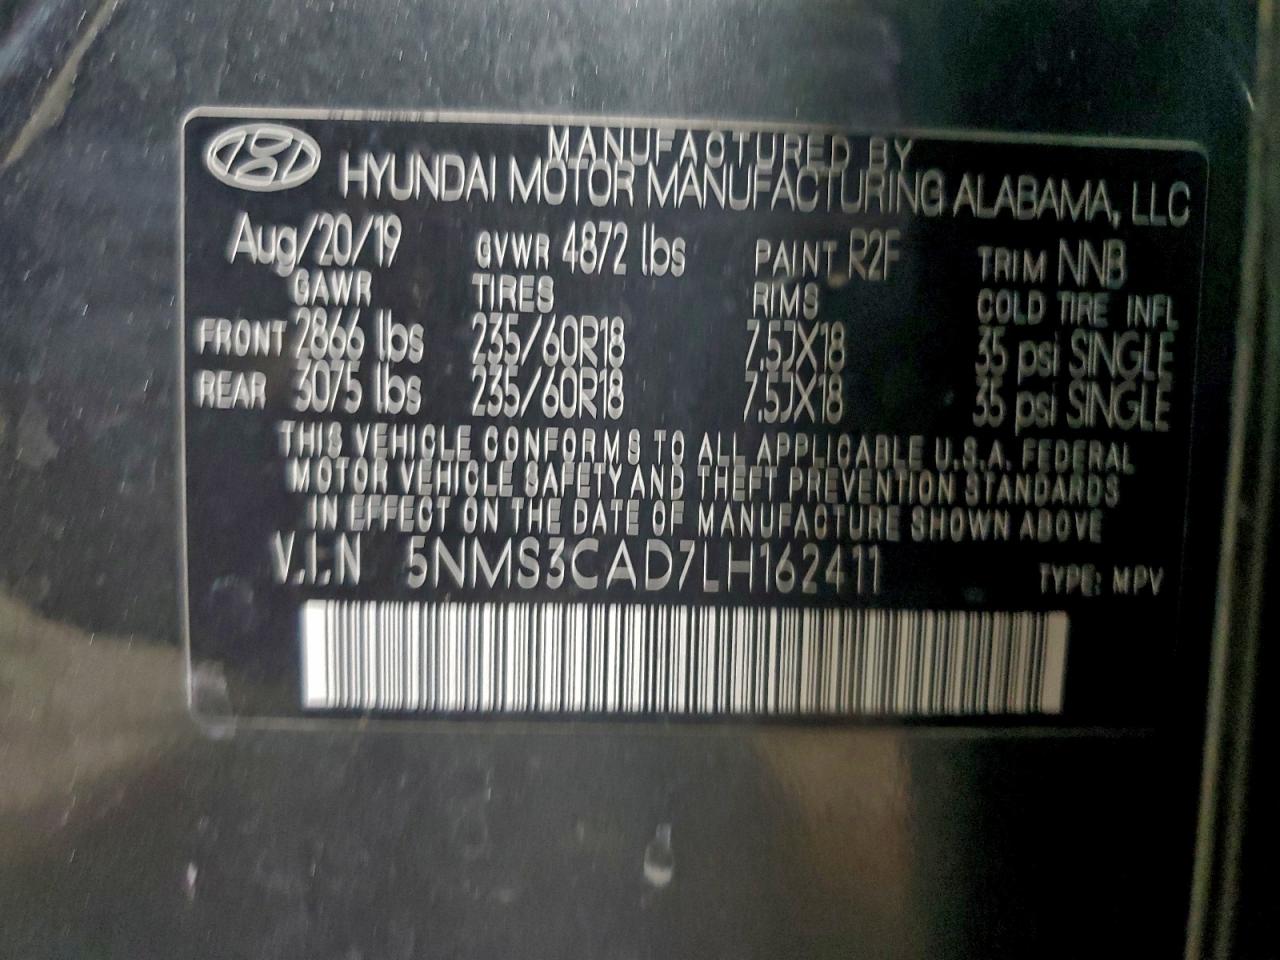 MANUFACTURED BY
HYUNDAI MOTOR MANUFACTURING ALABAMA, LLC
Aug/20/19 GVWR 4872 lbs PAINT R2F TRIM NNB
GAWR TIRES RIMS COLD TIRE INFL
FRONT 2866 lbs 235/60R18 7.5JX18 35 psi SINGLE
REAR 3075 lbs 235/60R18 7.5JX18 35 psi SINGLE
THIS VEHICLE CONFORMS TO ALL APPLICABLE U.S.A. FEDERAL
MOTOR VEHICLE SAFETY AND THEFT PREVENTION STANDARDS
IN EFFECT ON THE DATE OF MANUFACTURE SHOWN ABOVE
V.I.N 5NMS3CAD7LH162411 TYPE: MPV